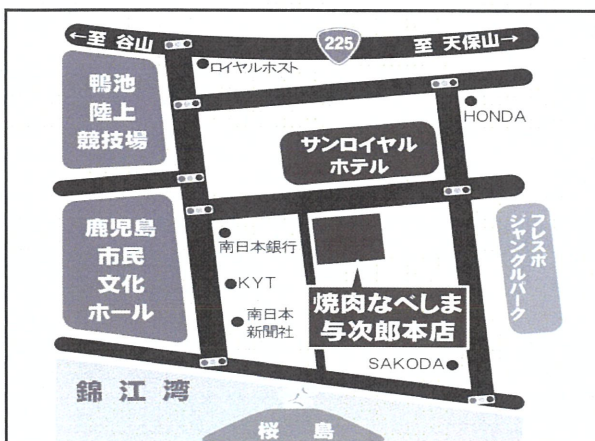 ←至 谷山
225
至 天保山→
ロイヤルホスト
鴨池
陸上
競技場
HONDA
サンロイヤル
ホテル
鹿児島
市民
文化
ホール
南日本銀行
KYT
南日本
新聞社
フレスポ
ジャングルパーク
焼肉なべしま
与次郎本店
SAKODA
錦江湾
桜島